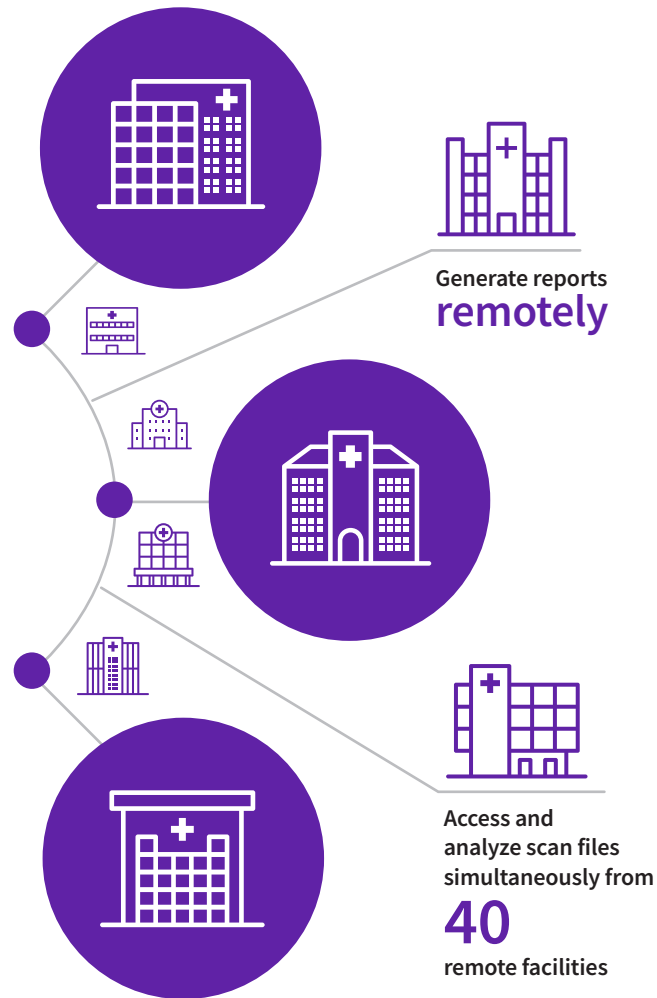 Generate reports
remotely
Access and
analyze scan files
simultaneously from
40
remote facilities